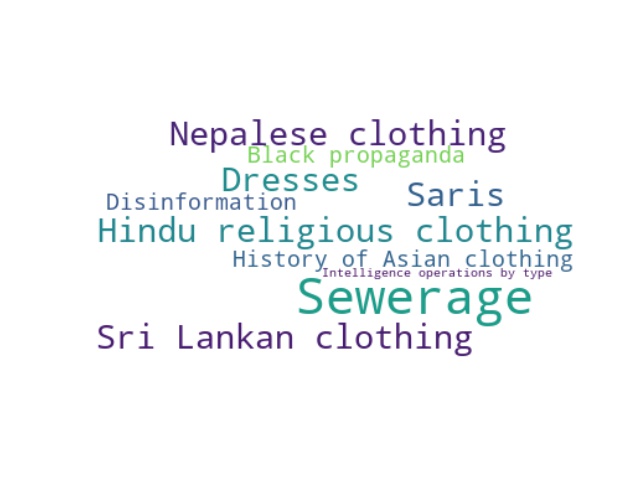 Nepalese clothing
Black propaganda
Dresses
Saris
Disinformation
Hindu religious clothing
History of Asian clothing
Intelligence operations by type
Sewerage
Sri Lankan clothing